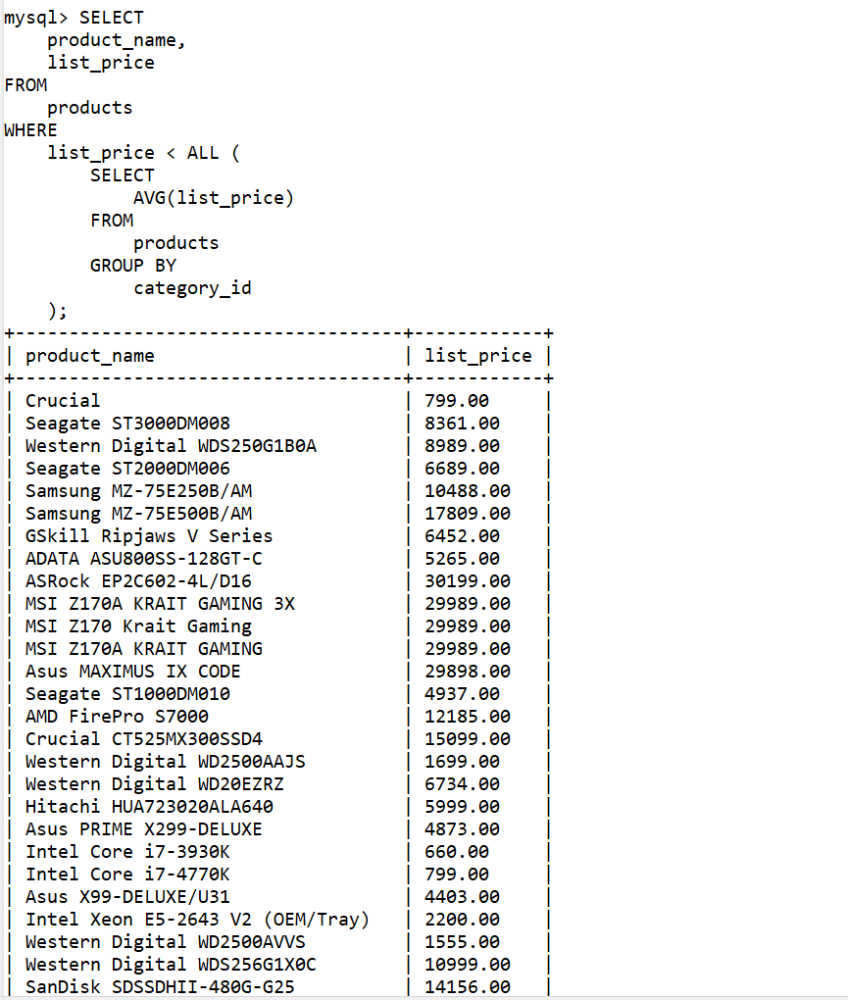 mysql> SELECT
    product_name,
    list_price
FROM
    products
WHERE
    list_price < ALL (
        SELECT
            AVG(list_price)
        FROM
            products
        GROUP BY
            category_id
    );
+------------------------------------+------------+
| product_name                       | list_price |
+------------------------------------+------------+
| Crucial                            | 799.00     |
| Seagate ST3000DM008                | 8361.00    |
| Western Digital WDS250G1B0A        | 8989.00    |
| Seagate ST2000DM006                | 6689.00    |
| Samsung MZ-75E250B/AM              | 10488.00   |
| Samsung MZ-75E500B/AM              | 17809.00   |
| GSkill Ripjaws V Series            | 6452.00    |
| ADATA ASU800SS-128GT-C             | 5265.00    |
| ASRock EP2C602-4L/D16              | 30199.00   |
| MSI Z170A KRAIT GAMING 3X          | 29989.00   |
| MSI Z170 Krait Gaming              | 29989.00   |
| MSI Z170A KRAIT GAMING             | 29989.00   |
| Asus MAXIMUS IX CODE               | 29898.00   |
| Seagate ST1000DM010                | 4937.00    |
| AMD FirePro S7000                  | 12185.00   |
| Crucial CT525MX300SSD4             | 15099.00   |
| Western Digital WD2500AAJS         | 1699.00    |
| Western Digital WD20EZRZ           | 6734.00    |
| Hitachi HUA723020ALA640            | 5999.00    |
| Asus PRIME X299-DELUXE             | 4873.00    |
| Intel Core i7-3930K                | 660.00     |
| Intel Core i7-4770K                | 799.00     |
| Asus X99-DELUXE/U31                | 4403.00    |
| Intel Xeon E5-2643 V2 (OEM/Tray)   | 2200.00    |
| Western Digital WD2500AVVS         | 1555.00    |
| Western Digital WDS256G1X0C        | 10999.00   |
| SanDisk SDSSDHII-480G-G25          | 14156.00   |